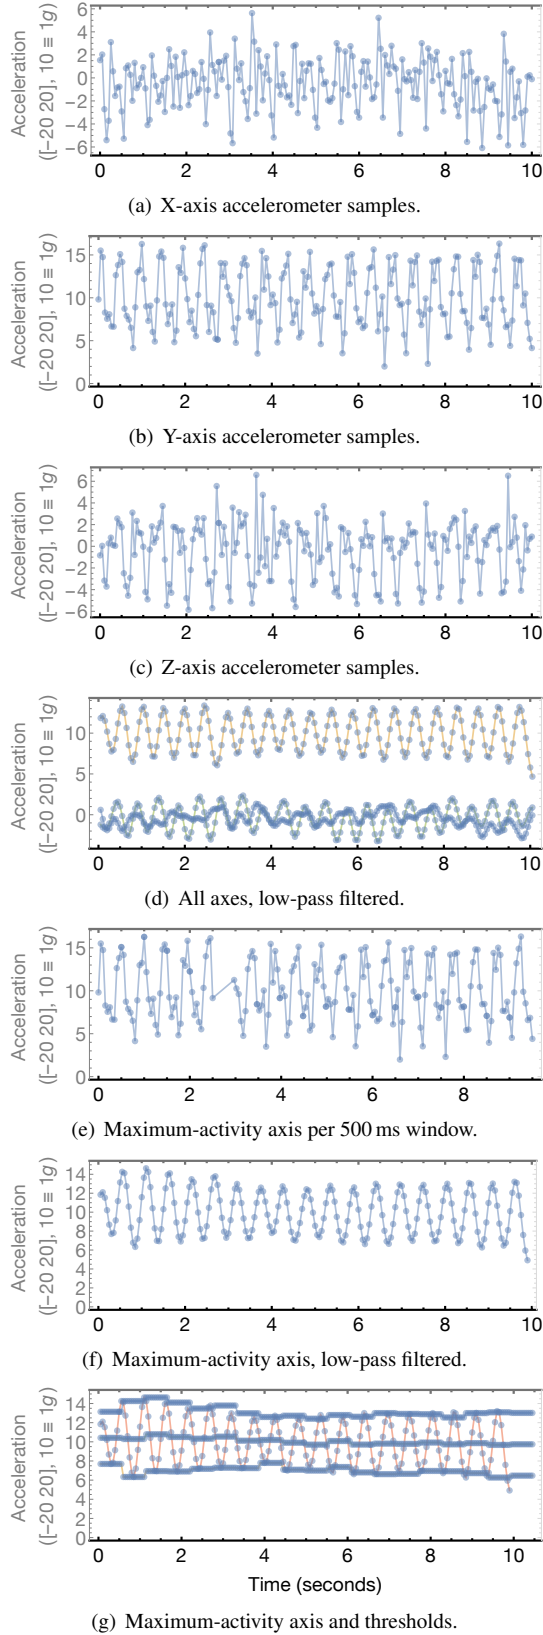 Acceleration
([−20 20], 10 ≡ 1g)
6
4
2
0
−2
−4
−6
0 2 4 6 8 10
(a) X-axis accelerometer samples.
Acceleration
([−20 20], 10 ≡ 1g)
15
10
5
0
0 2 4 6 8 10
(b) Y-axis accelerometer samples.
Acceleration
([−20 20], 10 ≡ 1g)
6
4
2
0
−2
−4
−6
0 2 4 6 8 10
(c) Z-axis accelerometer samples.
Acceleration
([−20 20], 10 ≡ 1g)
10
5
0
0 2 4 6 8 10
(d) All axes, low-pass filtered.
Acceleration
([−20 20], 10 ≡ 1g)
15
10
5
0
0 2 4 6 8
(e) Maximum-activity axis per 500 ms window.
Acceleration
([−20 20], 10 ≡ 1g)
14
12
10
8
6
4
2
0
0 2 4 6 8 10
(f) Maximum-activity axis, low-pass filtered.
Acceleration
([−20 20], 10 ≡ 1g)
14
12
10
8
6
4
2
0
0 2 4 6 8 10
Time (seconds)
(g) Maximum-activity axis and thresholds.